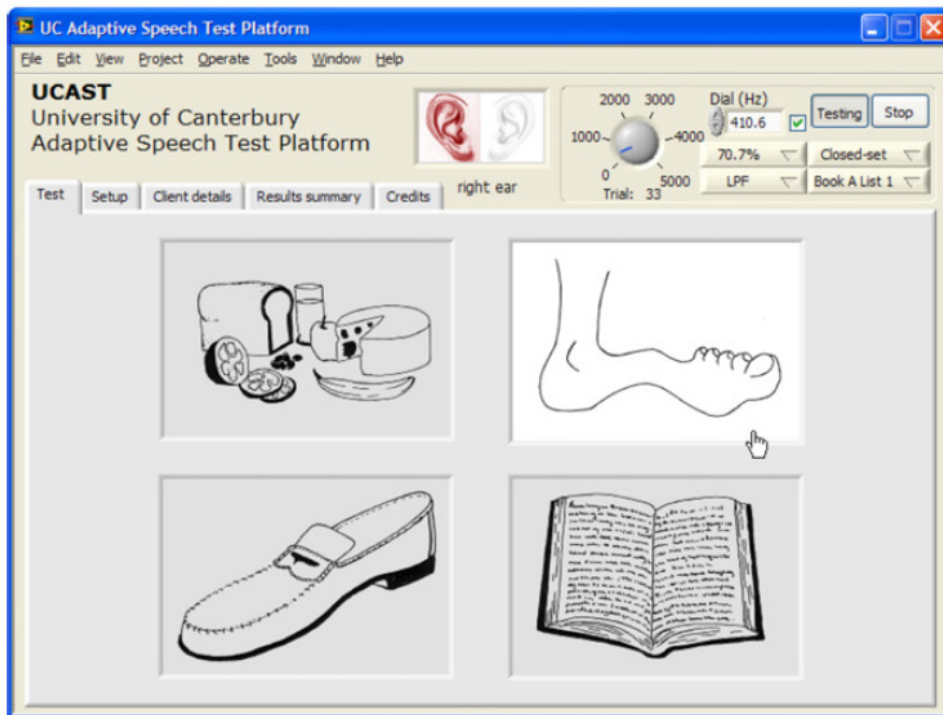 UC Adaptive Speech Test Platform
File Edit View Project Operate Tools Window Help
UCAST
University of Canterbury
Adaptive Speech Test Platform
right ear
2000 3000
1000 4000
0 5000
Trial: 33
Dial (Hz)
410.6
Testing Stop
70.7% Closed-set
LPF Book A List 1
Test Setup Client details Results summary Credits